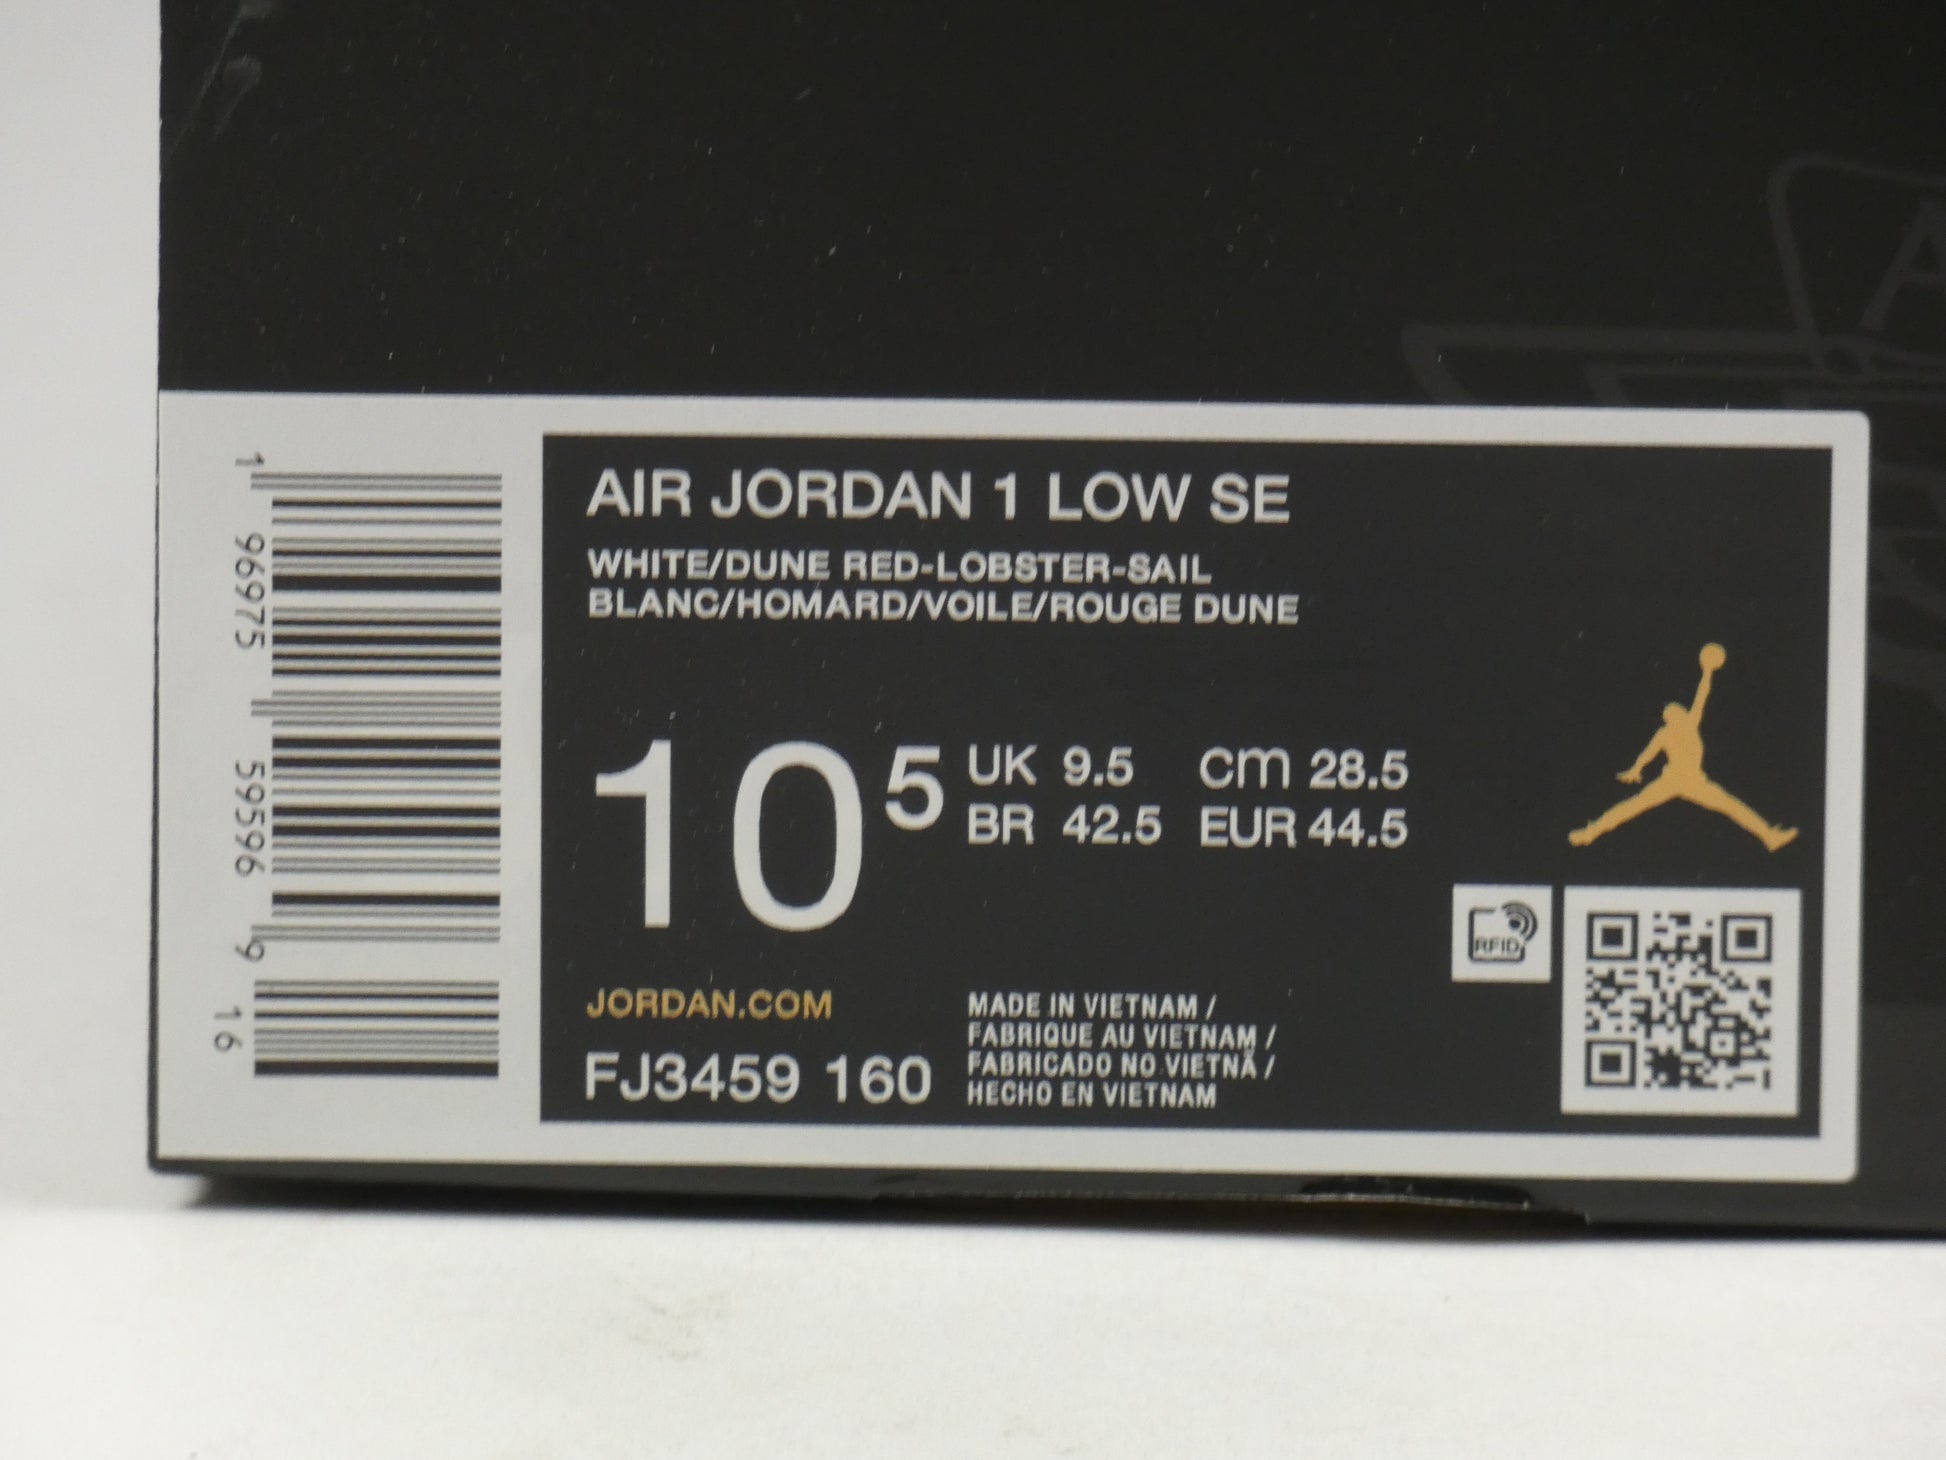 AIR JORDAN 1 LOW SE
WHITE/DUNE RED-LOBSTER-SAIL
BLANC/HOMARD/VOILE/ROUGE DUNE
10 5
UK 9.5 cm 28.5
BR 42.5 EUR 44.5
RFID
JORDAN.COM
FJ3459 160
MADE IN VIETNAM /
FABRIQUE AU VIETNAM /
FABRICADO NO VIETNÃ /
HECHO EN VIETNAM
1 96975 59596 9 16